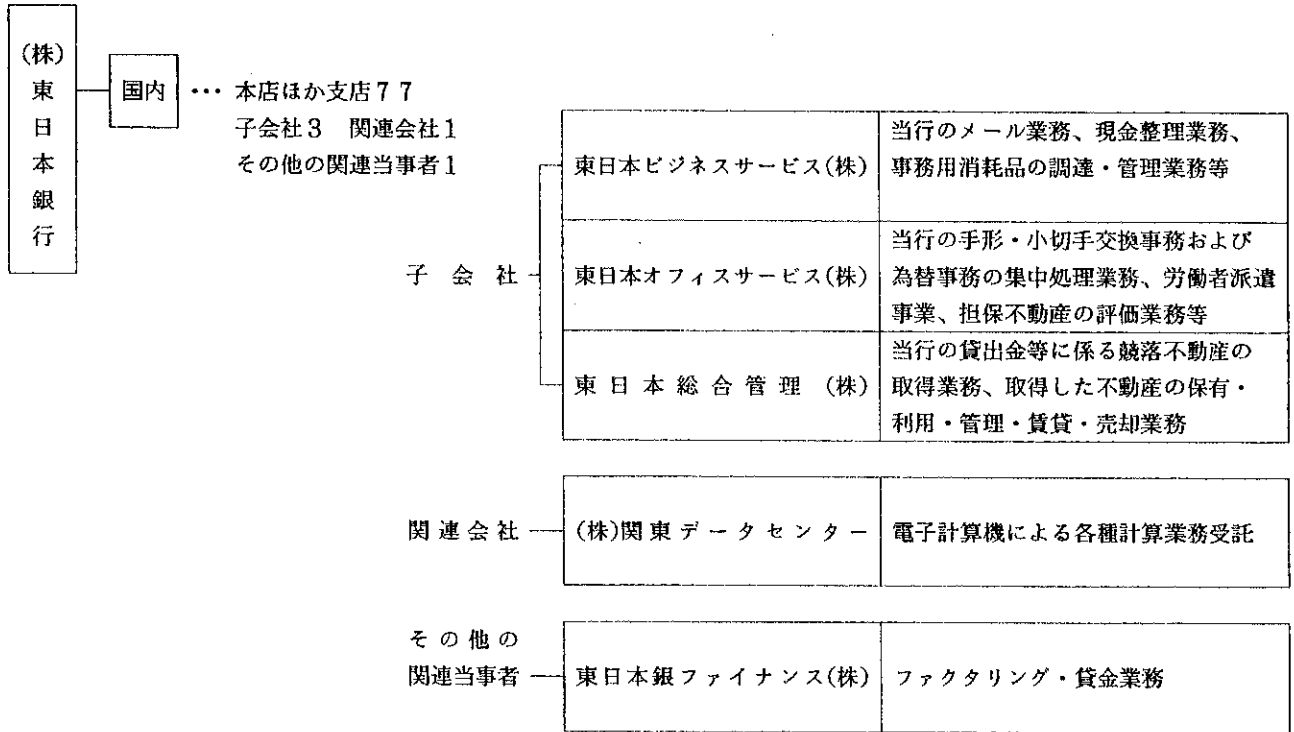 (株)東日本銀行
国内 … 本店ほか支店77
子会社3 関連会社1
その他の関連当事者1
子会社
東日本ビジネスサービス(株)
当行のメール業務、現金整理業務、
事務用消耗品の調達・管理業務等
東日本オフィスサービス(株)
当行の手形・小切手交換事務および
為替事務の集中処理業務、労働者派遣
事業、担保不動産の評価業務等
東日本総合管理(株)
当行の貸出金等に係る競落不動産の
取得業務、取得した不動産の保有・
利用・管理・賃貸・売却業務
関連会社
(株)関東データセンター
電子計算機による各種計算業務受託
その他の
関連当事者
東日本銀ファイナンス(株)
ファクタリング・貸金業務